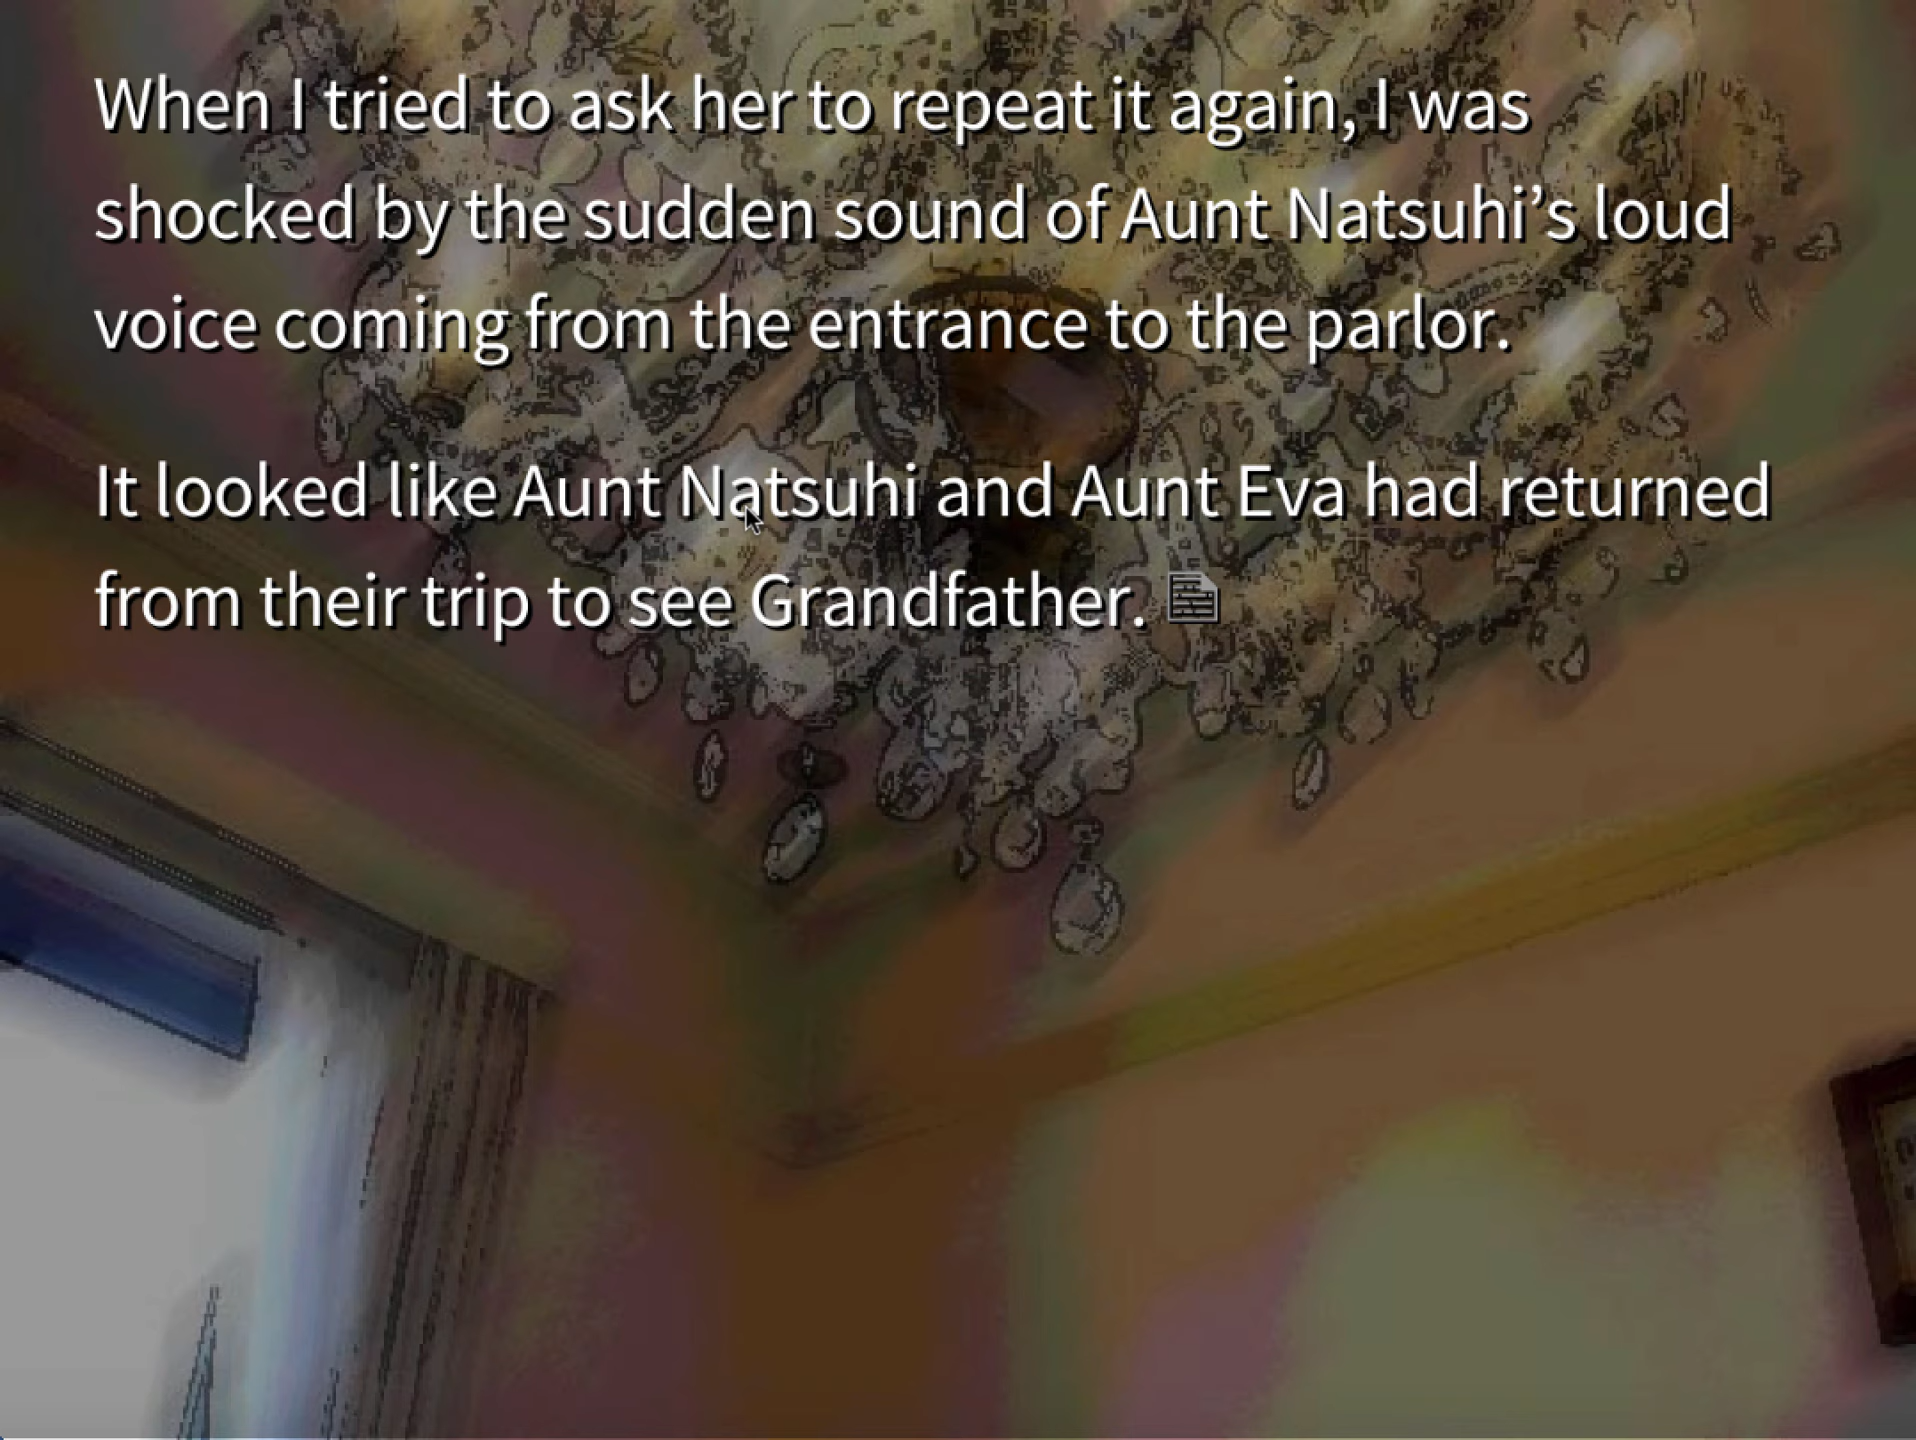 When I tried to ask her to repeat it again, I was
shocked by the sudden sound of Aunt Natsuhi’s loud
voice coming from the entrance to the parlor.
It looked like Aunt Natsuhi and Aunt Eva had returned
from their trip to see Grandfather.